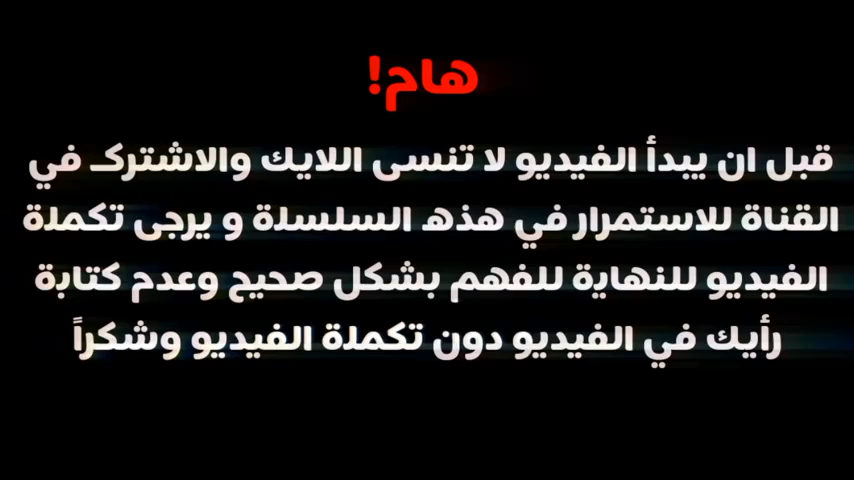 هام!
قبل ان يبدأ الفيديو لا تنسى اللايك والاشتركـ في
القناة للاستمرار في هذه السلسلة و يرجى تكملة
الفيديو للنهاية للفهم بشكل صحيح وعدم كتابة
رأيك في الفيديو دون تكملة الفيديو وشكراً